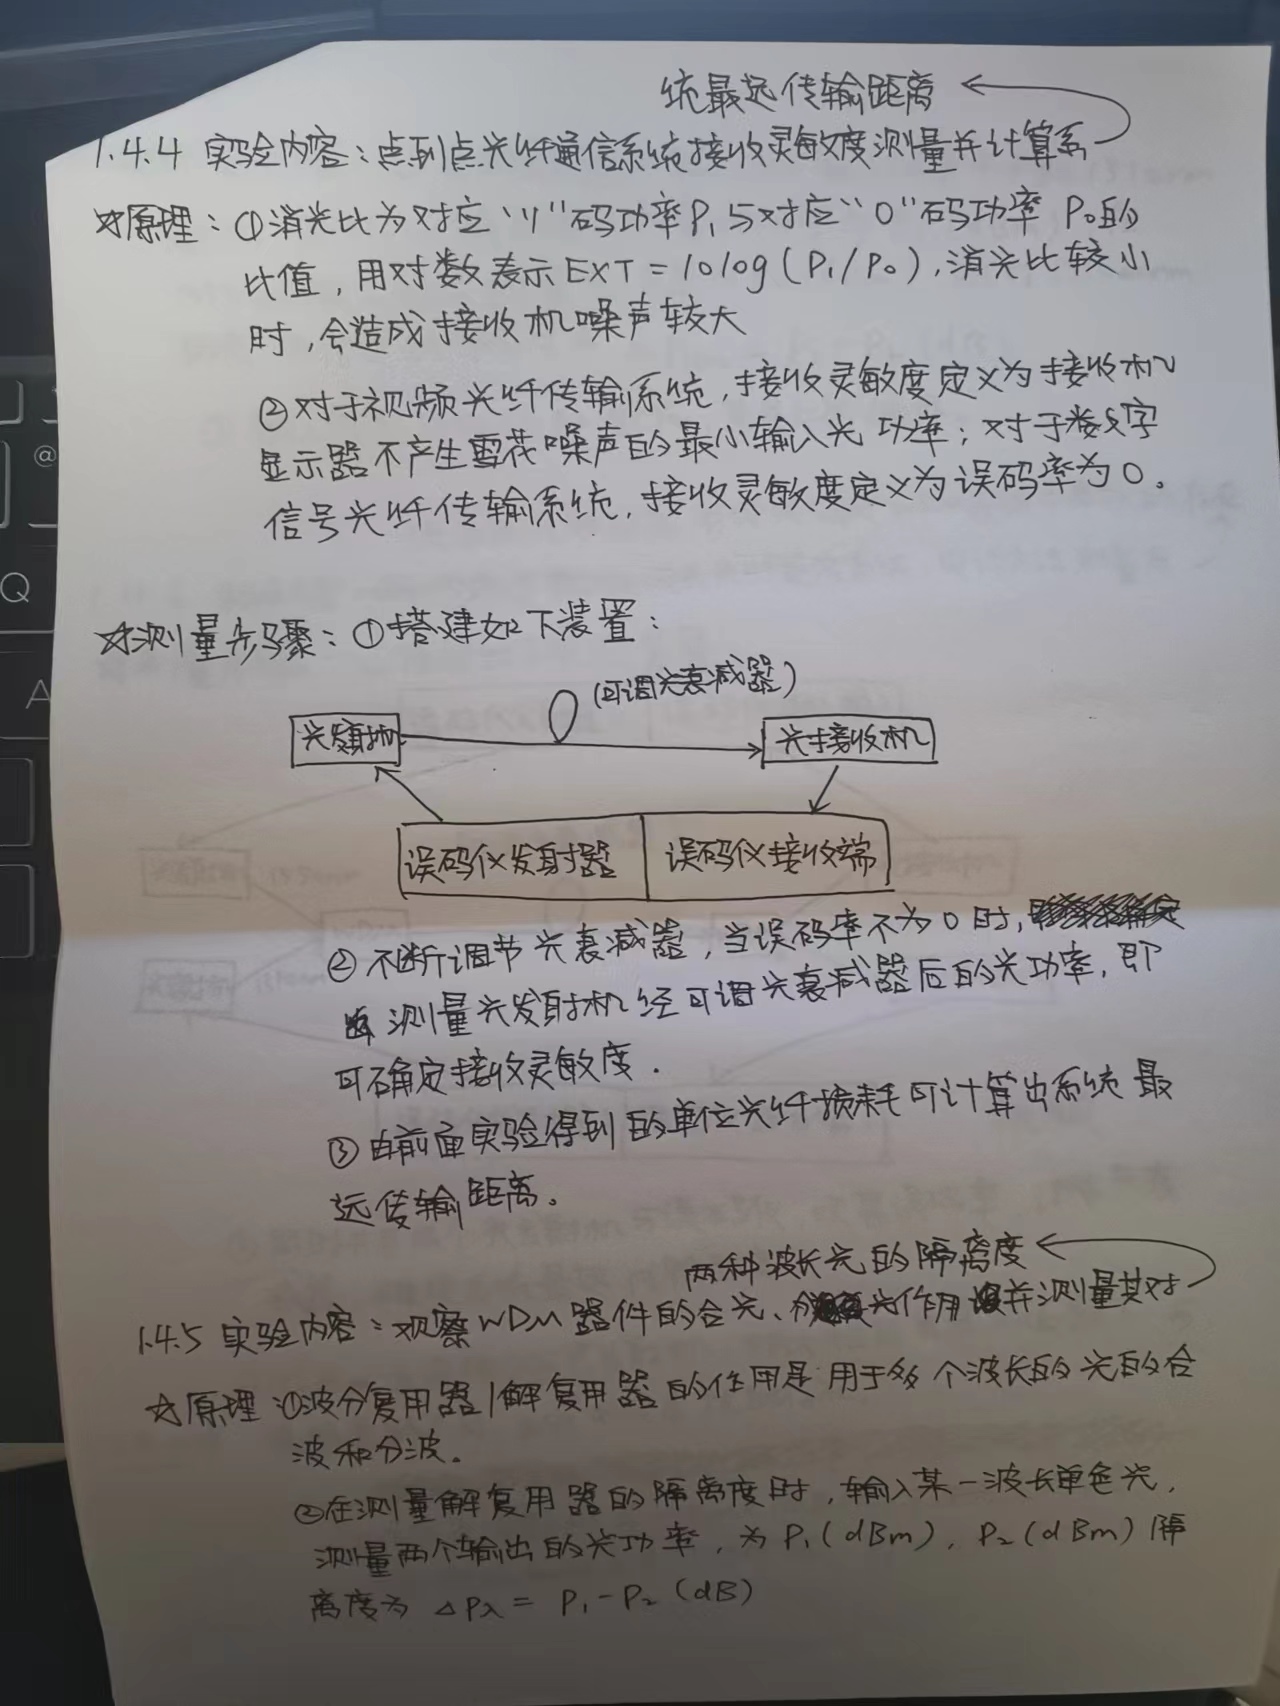 统最远传输距离
1.4.4 实验内容：点到点光纤通信系统接收灵敏度测量并计算系
☆原理：①消光比为对应“1”码功率P₁与对应“0”码功率 P₀的
比值，用对数表示EXT＝10log(P₁/P₀)，消光比较小
时，会造成接收机噪声较大
②对于视频光纤传输系统，接收灵敏度定义为接收机
显示器不产生雪花噪声的最小输入光功率；对于数字
信号光纤传输系统，接收灵敏度定义为误码率为0。
☆测量步骤：①搭建如下装置：
(可调光衰减器)
光发射机
光接收机
误码仪发射器
误码仪接收端
②不断调节光衰减器，当误码率不为0时，
测量光发射机经可调光衰减器后的光功率，即
可确定接收灵敏度．
③由前面实验得到的单位光纤损耗可计算出系统最
远传输距离。
两种波长光的隔离度
1.4.5 实验内容：观察WDM器件的合光、分光作用并测量其对
☆原理 ①波分复用器/解复用器的作用是用于多个波长的光的合
波和分波。
②在测量解复用器的隔离度时，输入某一波长单色光，
测量两个输出的光功率，为P₁(dBm)，P₂(dBm)隔
离度为 △Pλ ＝ P₁－P₂(dB)
@
Q
A